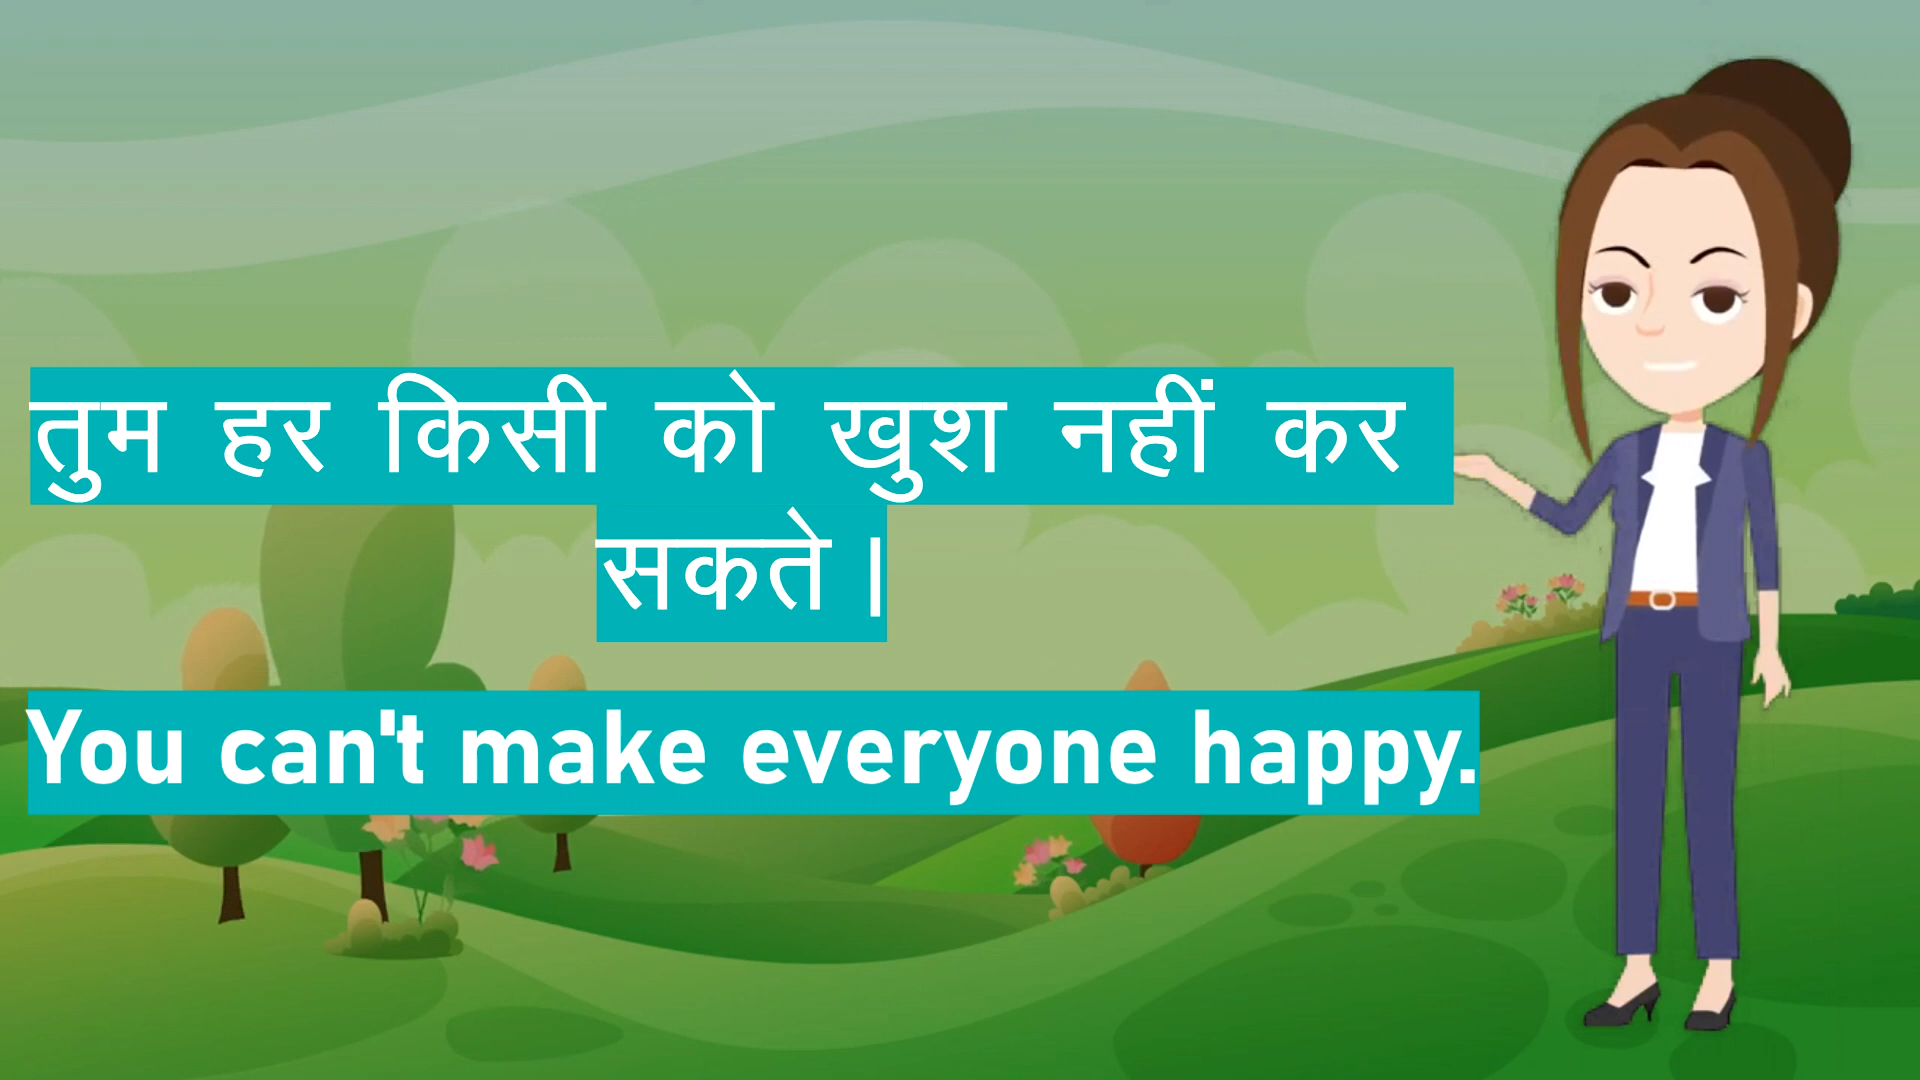 तुम हर किसी को खुश नहीं कर
सकते।
You can't make everyone happy.